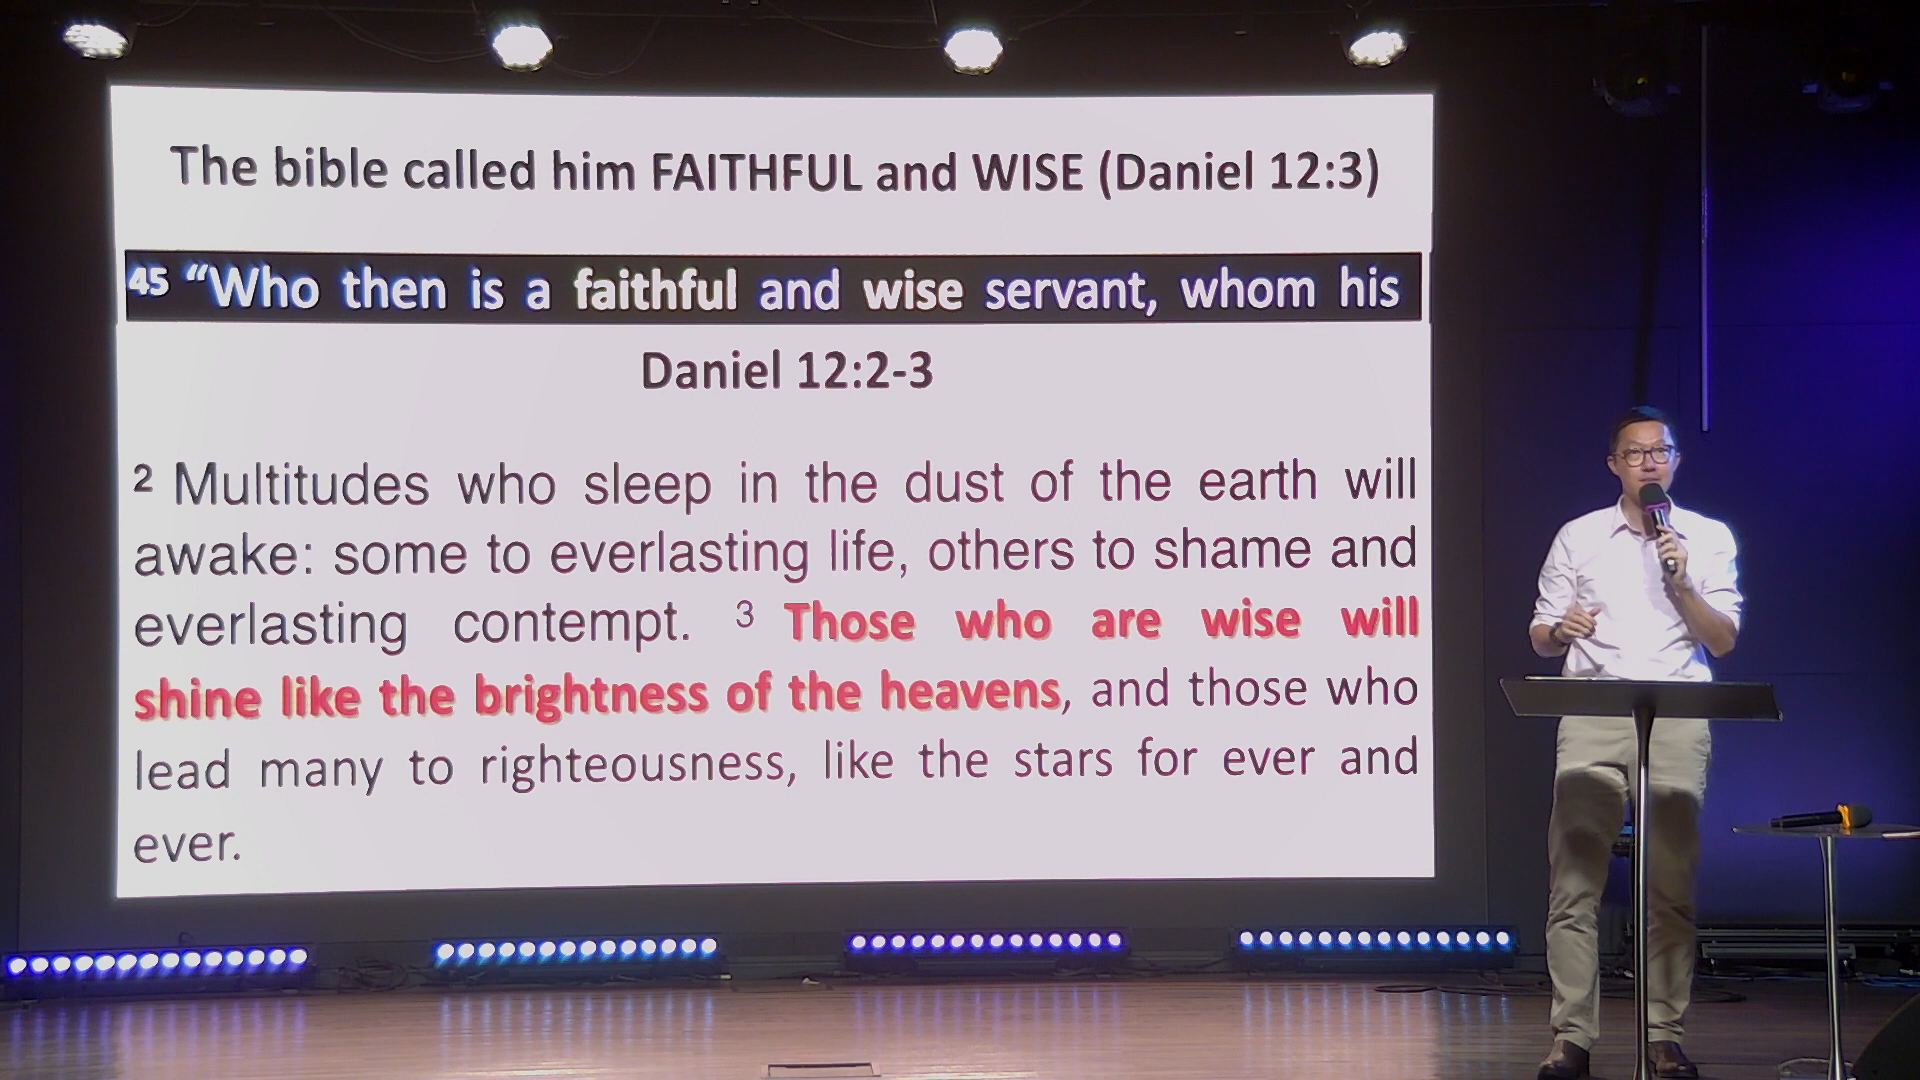 The bible called him FAITHFUL and WISE (Daniel 12:3)
45 “Who then is a faithful and wise servant, whom his
Daniel 12:2-3
2 Multitudes who sleep in the dust of the earth will
awake: some to everlasting life, others to shame and
everlasting contempt. 3 Those who are wise will
shine like the brightness of the heavens, and those who
lead many to righteousness, like the stars for ever and
ever.